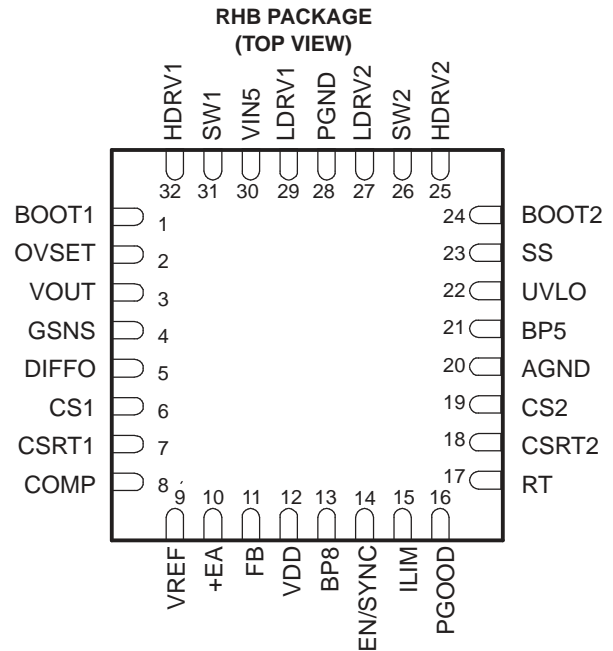 RHB PACKAGE
(TOP VIEW)
HDRV1
SW1
VIN5
LDRV1
PGND
LDRV2
SW2
HDRV2
32 31 30 29 28 27 26 25
BOOT1 1
OVSET 2
VOUT 3
GSNS 4
DIFFO 5
CS1 6
CSRT1 7
COMP 8
24 BOOT2
23 SS
22 UVLO
21 BP5
20 AGND
19 CS2
18 CSRT2
17 RT
9 10 11 12 13 14 15 16
VREF
+EA
FB
VDD
BP8
EN/SYNC
ILIM
PGOOD